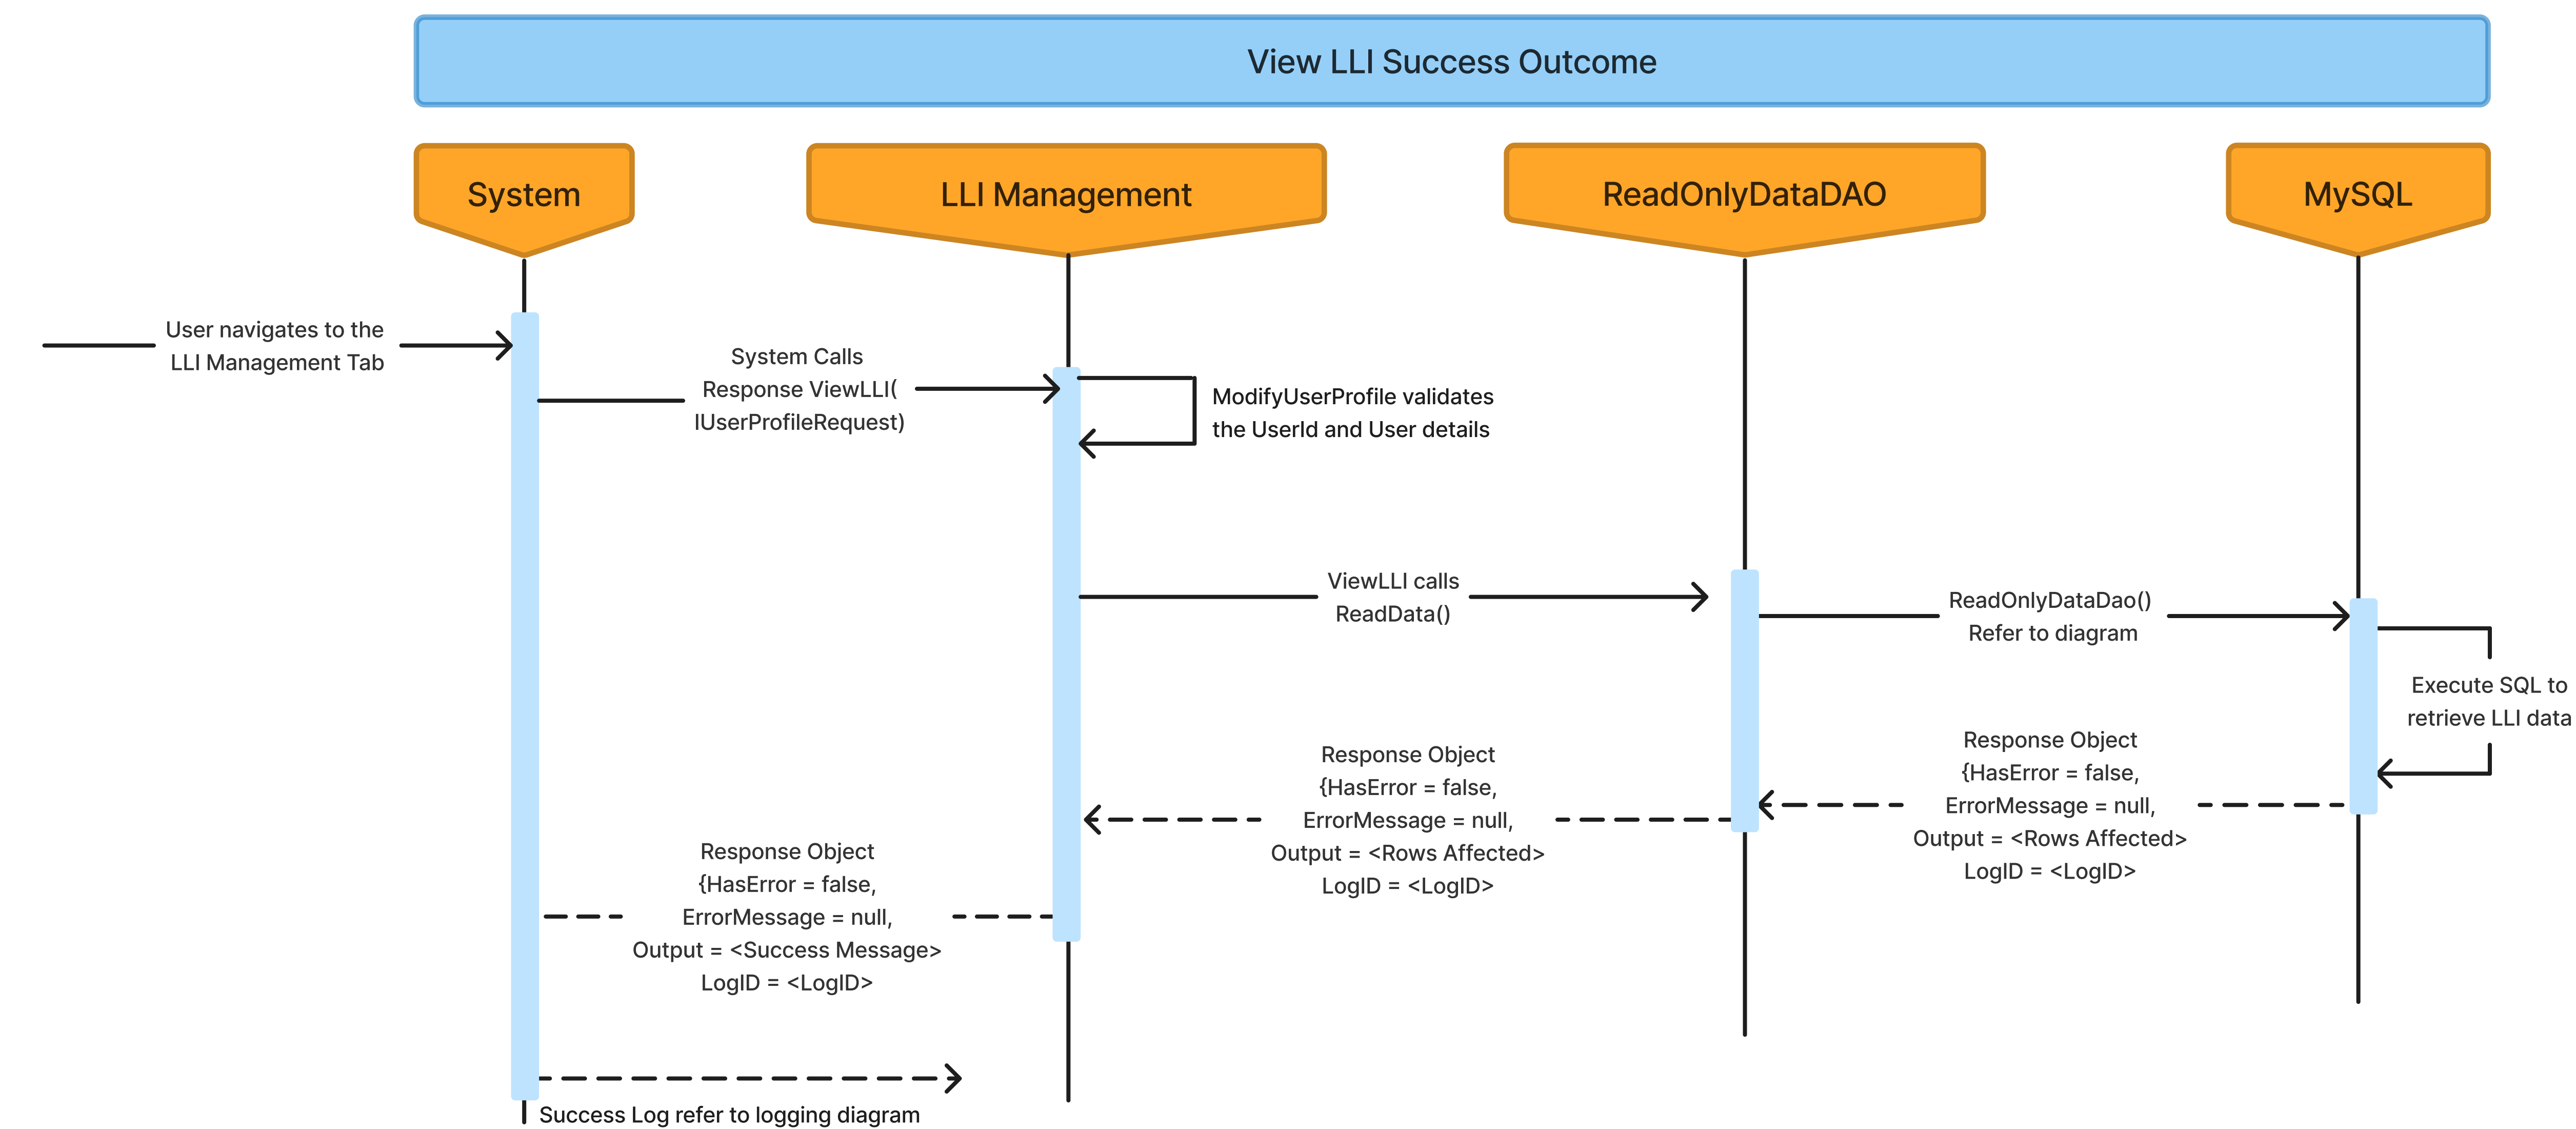 View LLI Success Outcome
System
LLI Management
ReadOnlyDataDAO
MySQL
User navigates to the
LLI Management Tab
System Calls
Response ViewLLI(
IUserProfileRequest)
ModifyUserProfile validates
the UserId and User details
ViewLLI calls
ReadData()
ReadOnlyDataDao()
Refer to diagram
Execute SQL to
retrieve LLI data
Response Object
{HasError = false,
ErrorMessage = null,
Output = <Rows Affected>
LogID = <LogID>
Response Object
{HasError = false,
ErrorMessage = null,
Output = <Rows Affected>
LogID = <LogID>
Response Object
{HasError = false,
ErrorMessage = null,
Output = <Success Message>
LogID = <LogID>
Success Log refer to logging diagram